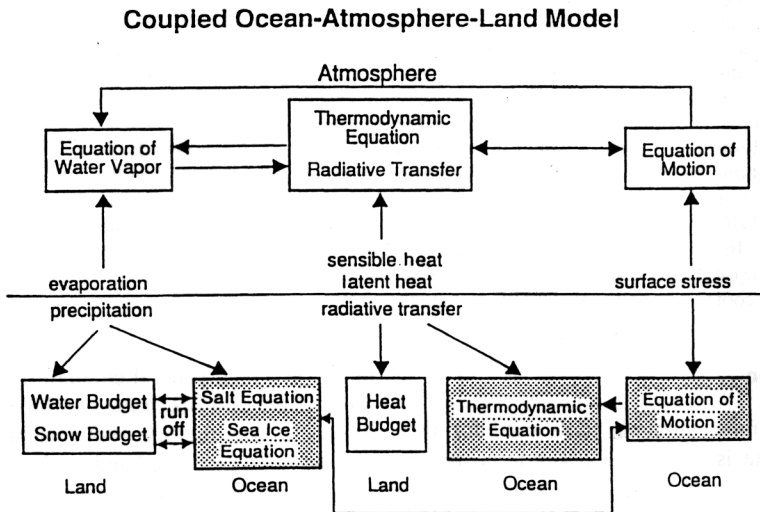 Coupled Ocean-Atmosphere-Land Model
Atmosphere
Equation of
Water Vapor
Thermodynamic
Equation
Radiative Transfer
Equation of
Motion
evaporation
precipitation
sensible heat
latent heat
radiative transfer
surface stress
Water Budget
Snow Budget
run
off
Salt Equation
Sea Ice
Equation
Heat
Budget
Thermodynamic
Equation
Equation of
Motion
Land
Ocean
Land
Ocean
Ocean